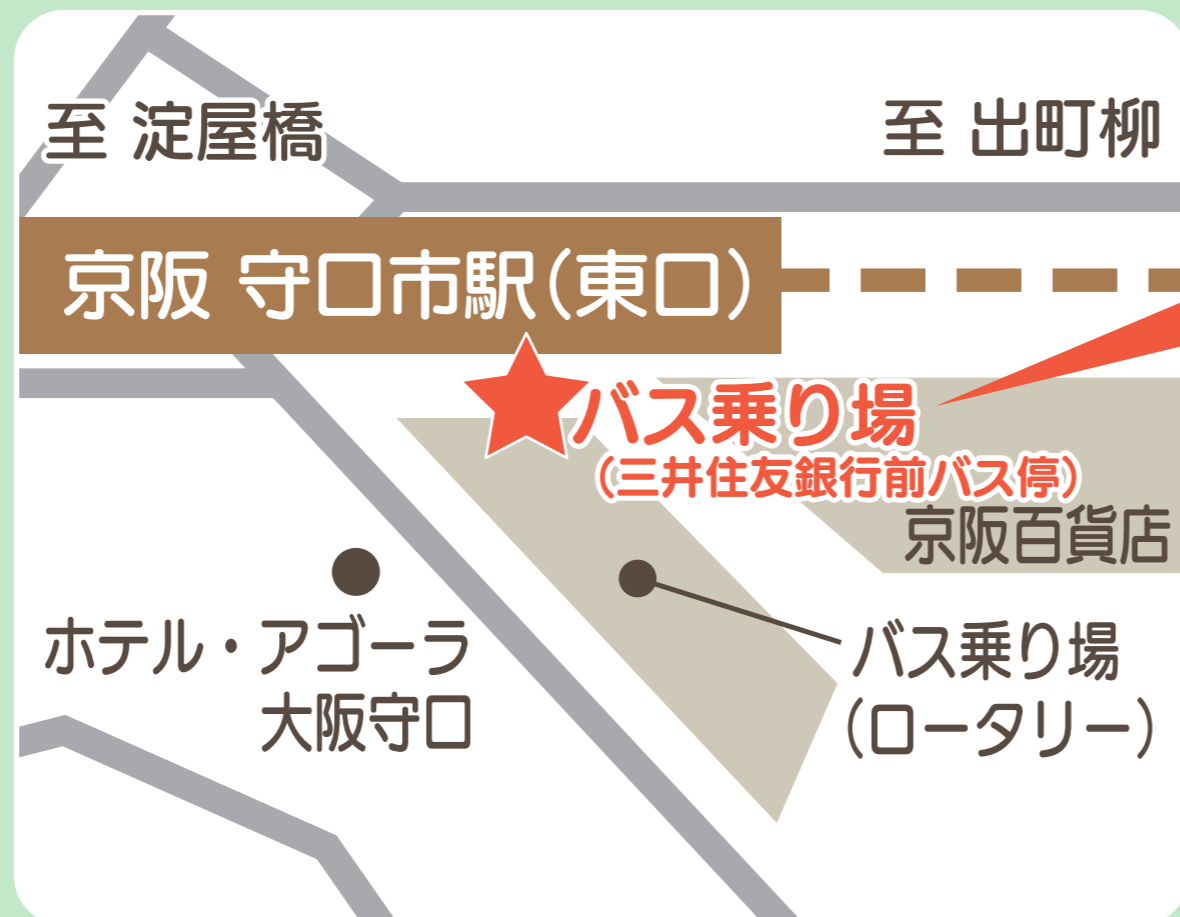 至 淀屋橋
至 出町柳
京阪 守口市駅(東口)
バス乗り場
(三井住友銀行前バス停)
京阪百貨店
ホテル・アゴーラ
大阪守口
バス乗り場
(ロータリー)